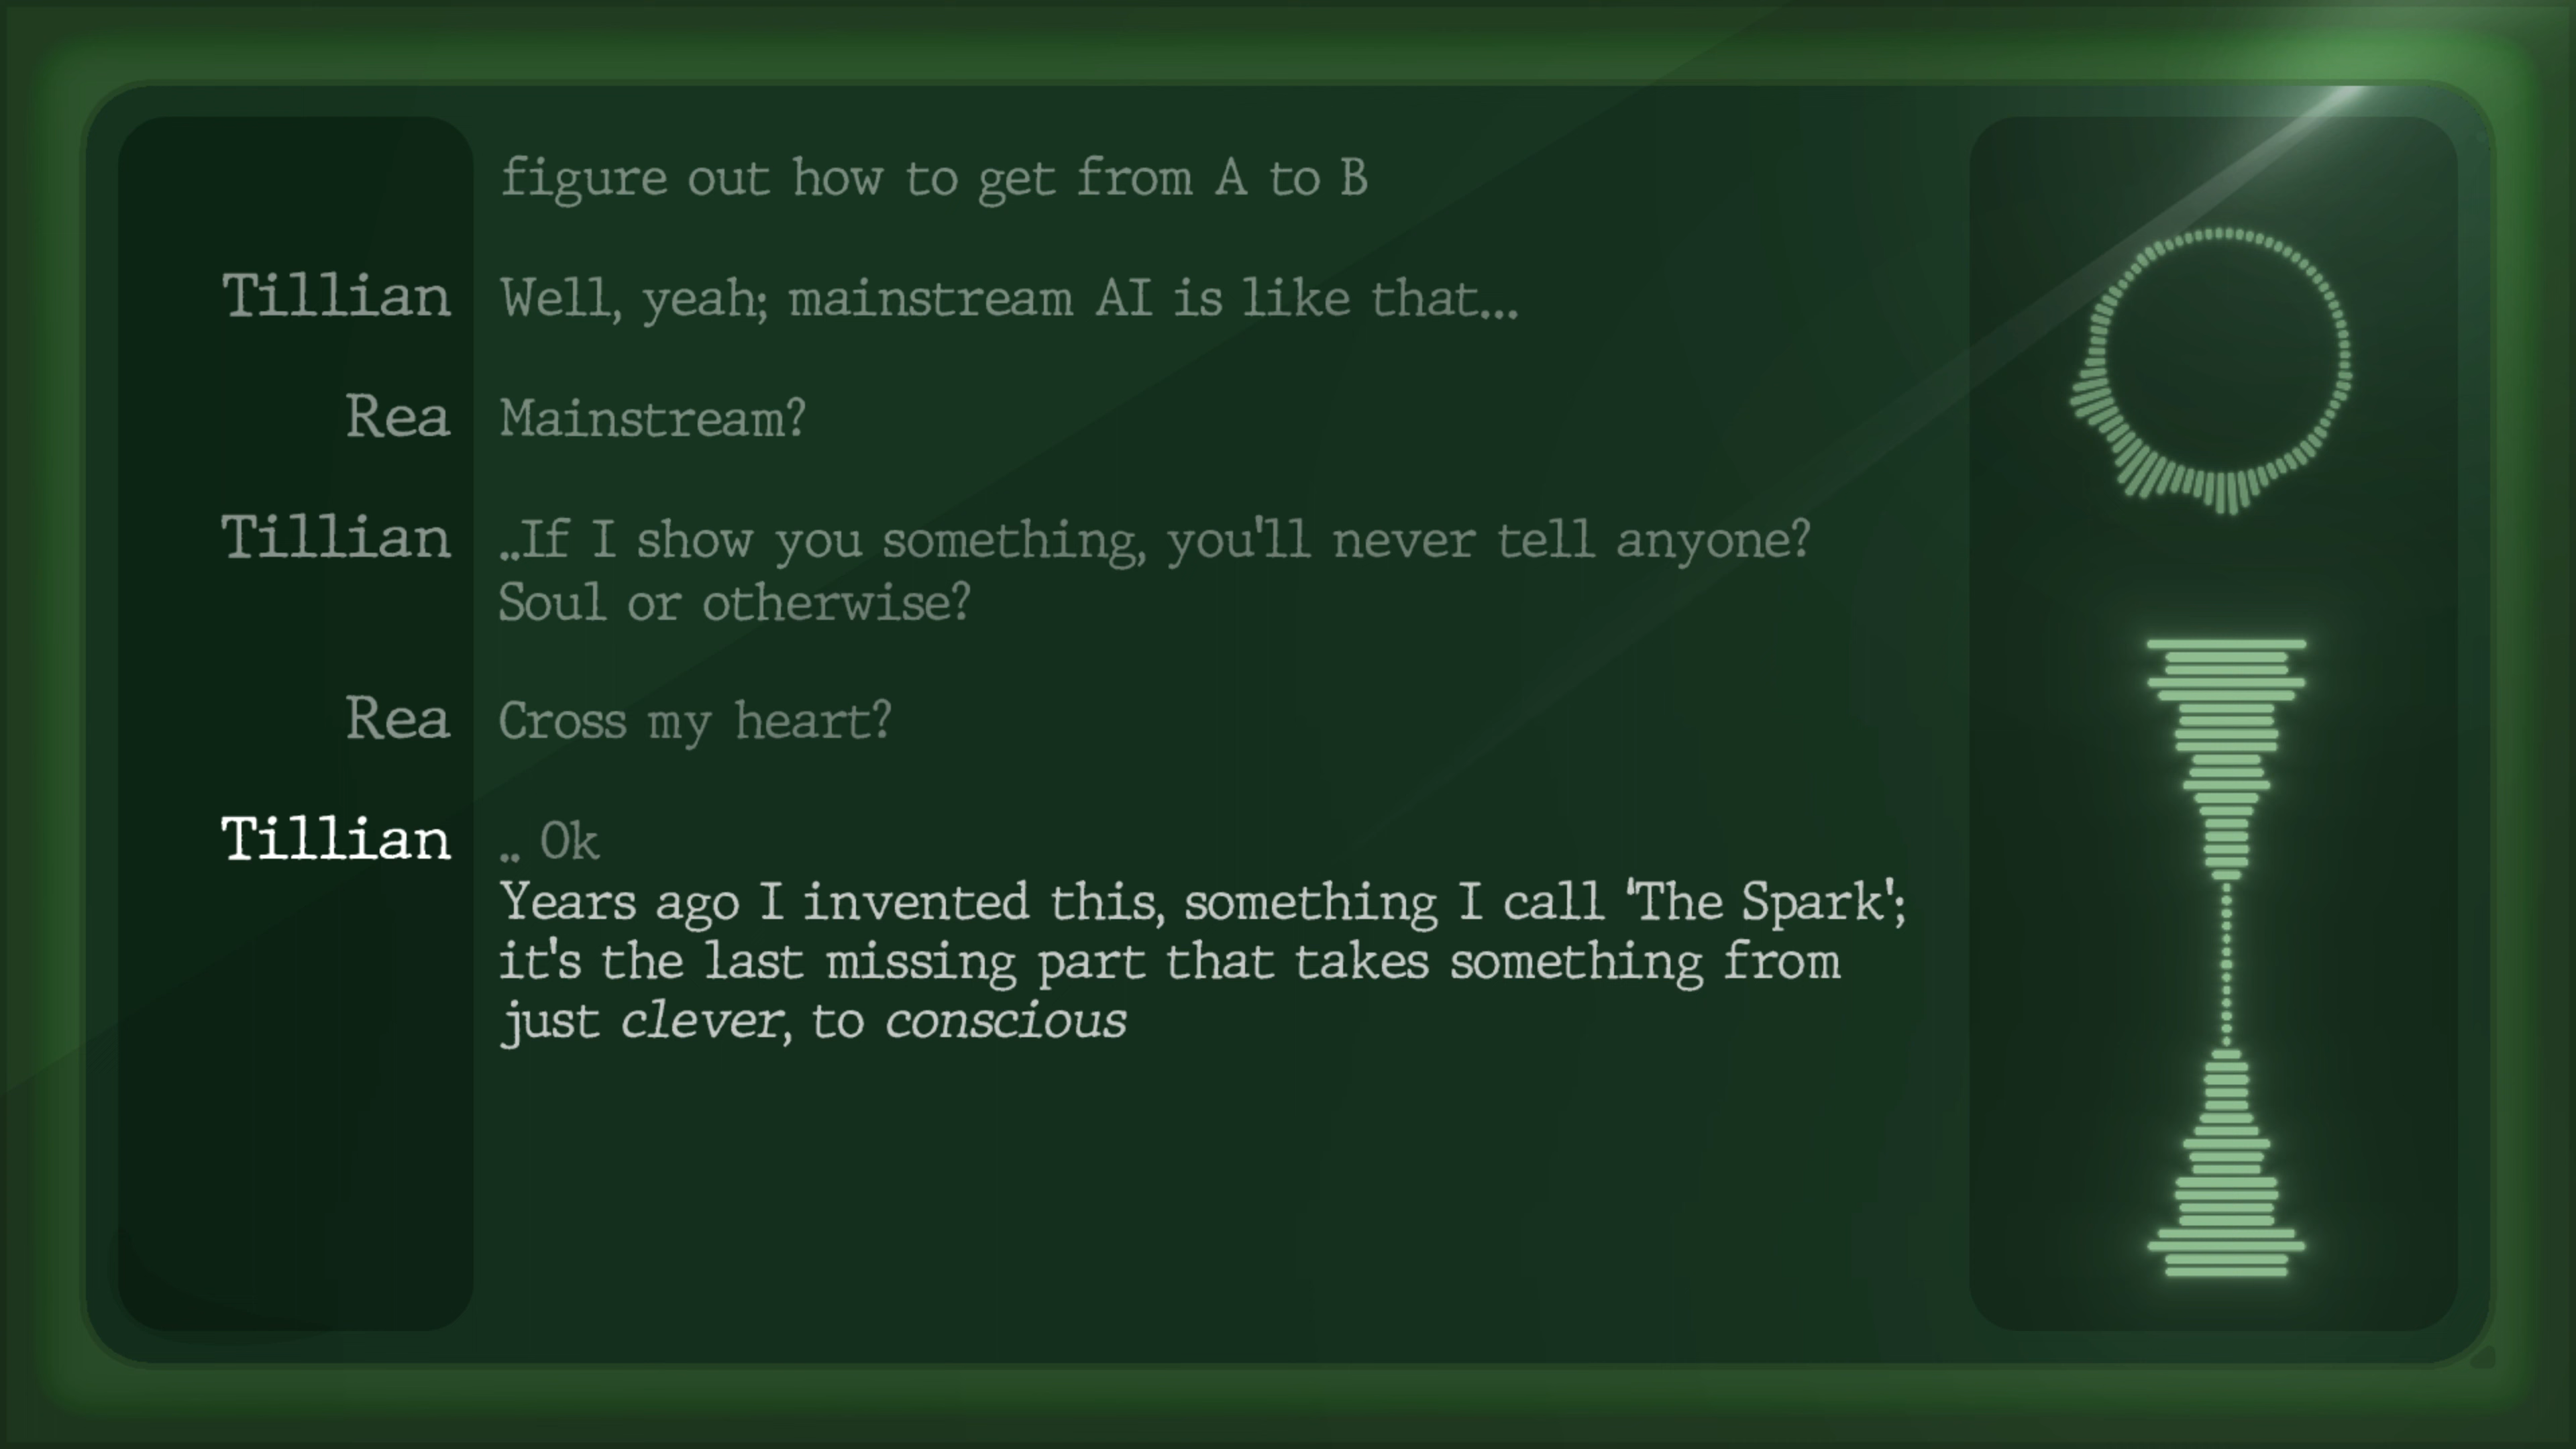 figure out how to get from A to B
Tillian Well, yeah; mainstream AI is like that...
Rea Mainstream?
Tillian ..If I show you something, you'll never tell anyone?
Soul or otherwise?
Rea Cross my heart?
Tillian .. Ok
Years ago I invented this, something I call 'The Spark';
it's the last missing part that takes something from
just clever, to conscious